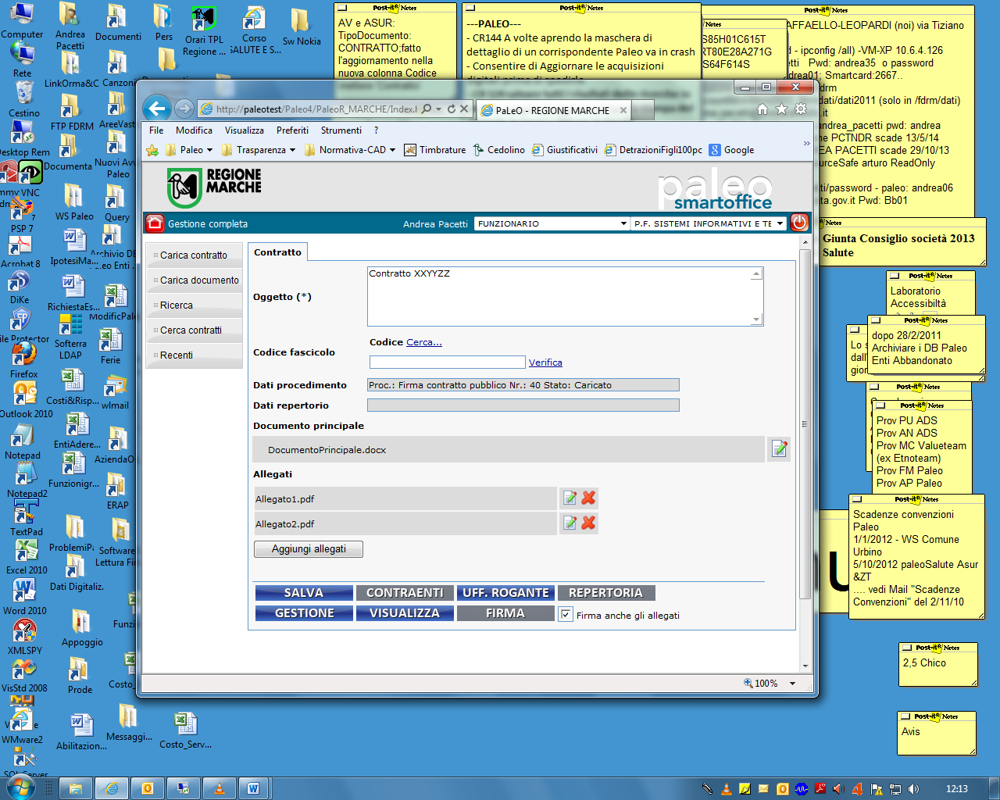 Computer
Andrea
Pacetti
Documenti
Pers
Orari TPL
Regione ...
Corso
SALUTE E S...
Sw Nokia
Rete
LinkOrma&C
Canzoni
Cestino
FTP FDRM
AreeVast
Desktop Rem
Documenta
Nuovi Avv
Paleo
VNC
WS Paleo
Query
PSP 7
IpotesiMa...
Archivio DB
Enti
Acrobat 8
DiKe
RichiestaEs
ModificPale
File Protector
Softerra
LDAP
Ferie
Firefox
Costi&Risp...
wlmail
Outlook 2010
EntiAdere...
AziendaO
Notepad
Funzionigr
ERAP
Notepad2
TextPad
ProblemiPa
Software
Lettura Fir
Excel 2010
Dati Digitaliz.
Word 2010
Funzi
Appoggio
XMLSPY
Costo_
Prode
VisStd 2008
WMware2
Abilitazion...
Messaggi...
Costo_Serv...
SQLServer
Post-it® Notes
AV e ASUR:
TipoDocumento:
CONTRATTO;fatto
l'aggiornamento nella
nuova colonna Codice
Post-it® Notes
---PALEO---
- CR144 A volte aprendo la maschera di
dettaglio di un corrispondente Paleo va in crash
- Consentire di Aggiornare le acquisizioni
digitali prima di spedirle
Notes
S85H01C615T
RT80E28A271G
S64F614S
Post-it® Notes
AFFAELLO-LEOPARDI (noi) via Tiziano
d - ipconfig /all) -VM-XP 10.6.4.126
etti Pwd: andrea35 o password
drea01; Smartcard:2667..
fdrm
dati/dati2011 (solo in /fdrm/dati)
.it
andrea_pacetti pwd: andrea
ne PCTNDR scade 13/5/14
EA PACETTI scade 29/10/13
urceSafe arturo ReadOnly
ti/password - paleo: andrea06
ta.gov.it Pwd: Bb01
Notes
Giunta Consiglio società 2013
Salute
Post-it® Notes
Laboratorio
Accessibiltà
Post-it® Notes
dopo 28/2/2011
Archiviare i DB Paleo
Enti Abbandonato
Lo s
dall'
gior
Post-it® Notes
Post-it® Notes
Prov PU ADS
Prov AN ADS
Prov MC Valueteam
(ex Etnoteam)
Prov FM Paleo
Prov AP Paleo
Post-it® Notes
Scadenze convenzioni
Paleo
1/1/2012 - WS Comune
Urbino
5/10/2012 paleoSalute Asur
&ZT
.... vedi Mail "Scadenze
Convenzioni" del 2/11/10
Post-it® Notes
2,5 Chico
Post-it® Notes
Avis
http://paleotest/Paleo4/PaleoR_MARCHE/Index.h
PaLeO - REGIONE MARCHE
File Modifica Visualizza Preferiti Strumenti ?
Paleo Trasparenza Normativa-CAD Timbrature Cedolino Giustificativi DetrazioniFigli100pc Google
REGIONE
MARCHE
paleo
smartoffice
Gestione completa
Andrea Pacetti FUNZIONARIO P.F. SISTEMI INFORMATIVI E TE
Carica contratto
Carica documento
Ricerca
Cerca contratti
Recenti
Contratto
Oggetto (*)
Contratto XXYYZZ
Codice fascicolo
Codice Cerca...
Verifica
Dati procedimento
Proc.: Firma contratto pubblico Nr.: 40 Stato: Caricato
Dati repertorio
Documento principale
DocumentoPrincipale.docx
Allegati
Allegato1.pdf
Allegato2.pdf
Aggiungi allegati
SALVA CONTRAENTI UFF. ROGANTE REPERTORIA
GESTIONE VISUALIZZA FIRMA Firma anche gli allegati
100%
12:13